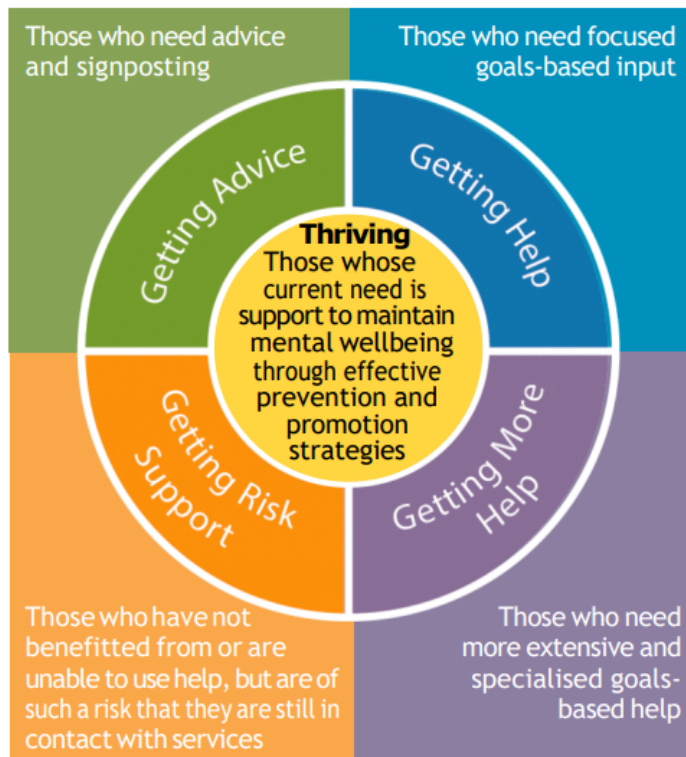 Those who need advice
and signposting
Those who need focused
goals-based input
Getting Advice
Getting Help
Thriving
Those whose
current need is
support to maintain
mental wellbeing
through effective
prevention and
promotion
strategies
Getting Risk
Support
Getting More
Help
Those who have not
benefitted from or are
unable to use help, but are of
such a risk that they are still in
contact with services
Those who need
more extensive and
specialised goals-
based help